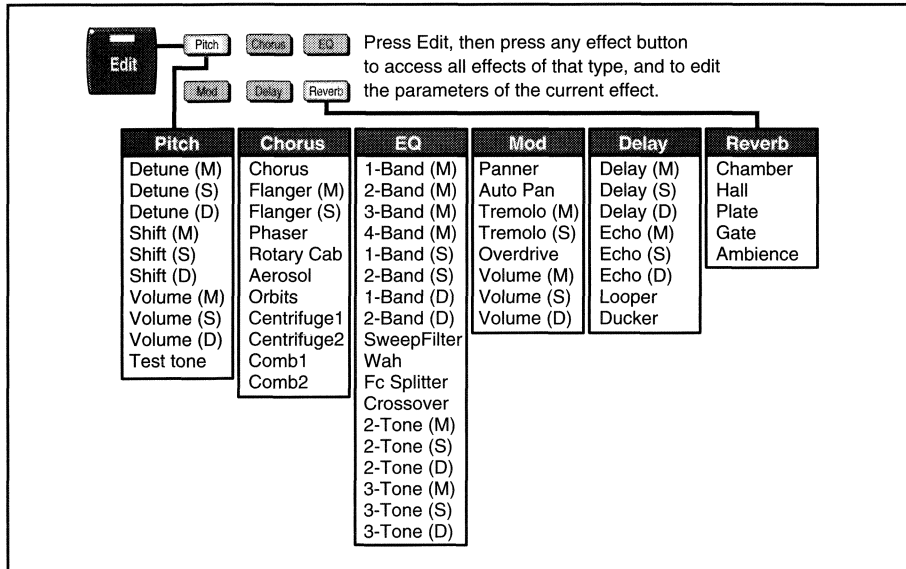 Edit
Pitch Chorus EQ
Mod Delay Reverb
Press Edit, then press any effect button
to access all effects of that type, and to edit
the parameters of the current effect.
Pitch
Detune (M)
Detune (S)
Detune (D)
Shift (M)
Shift (S)
Shift (D)
Volume (M)
Volume (S)
Volume (D)
Test tone
Chorus
Chorus
Flanger (M)
Flanger (S)
Phaser
Rotary Cab
Aerosol
Orbits
Centrifuge1
Centrifuge2
Comb1
Comb2
EQ
1-Band (M)
2-Band (M)
3-Band (M)
4-Band (M)
1-Band (S)
2-Band (S)
1-Band (D)
2-Band (D)
SweepFilter
Wah
Fc Splitter
Crossover
2-Tone (M)
2-Tone (S)
2-Tone (D)
3-Tone (M)
3-Tone (S)
3-Tone (D)
Mod
Panner
Auto Pan
Tremolo (M)
Tremolo (S)
Overdrive
Volume (M)
Volume (S)
Volume (D)
Delay
Delay (M)
Delay (S)
Delay (D)
Echo (M)
Echo (S)
Echo (D)
Looper
Ducker
Reverb
Chamber
Hall
Plate
Gate
Ambience